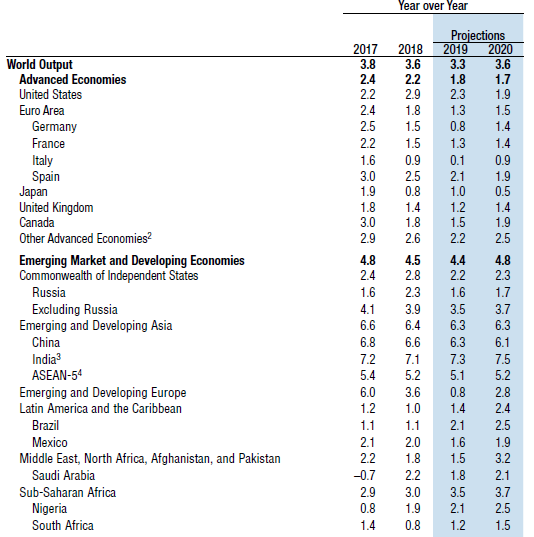 Year over Year
Projections
2017 2018 2019 2020
World Output 3.8 3.6 3.3 3.6
Advanced Economies 2.4 2.2 1.8 1.7
United States 2.2 2.9 2.3 1.9
Euro Area 2.4 1.8 1.3 1.5
Germany 2.5 1.5 0.8 1.4
France 2.2 1.5 1.3 1.4
Italy 1.6 0.9 0.1 0.9
Spain 3.0 2.5 2.1 1.9
Japan 1.9 0.8 1.0 0.5
United Kingdom 1.8 1.4 1.2 1.4
Canada 3.0 1.8 1.5 1.9
Other Advanced Economies² 2.9 2.6 2.2 2.5
Emerging Market and Developing Economies 4.8 4.5 4.4 4.8
Commonwealth of Independent States 2.4 2.8 2.2 2.3
Russia 1.6 2.3 1.6 1.7
Excluding Russia 4.1 3.9 3.5 3.7
Emerging and Developing Asia 6.6 6.4 6.3 6.3
China 6.8 6.6 6.3 6.1
India³ 7.2 7.1 7.3 7.5
ASEAN-5⁴ 5.4 5.2 5.1 5.2
Emerging and Developing Europe 6.0 3.6 0.8 2.8
Latin America and the Caribbean 1.2 1.0 1.4 2.4
Brazil 1.1 1.1 2.1 2.5
Mexico 2.1 2.0 1.6 1.9
Middle East, North Africa, Afghanistan, and Pakistan 2.2 1.8 1.5 3.2
Saudi Arabia –0.7 2.2 1.8 2.1
Sub-Saharan Africa 2.9 3.0 3.5 3.7
Nigeria 0.8 1.9 2.1 2.5
South Africa 1.4 0.8 1.2 1.5